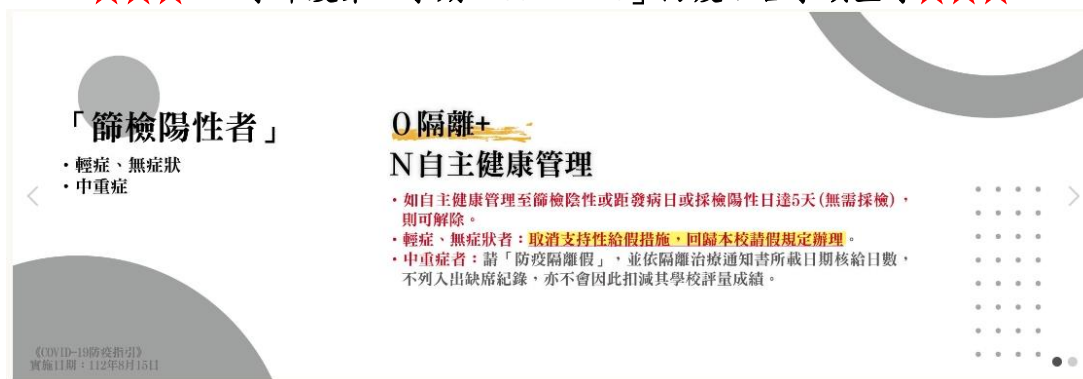 「篩檢陽性者」
・輕症、無症狀
・中重症
0隔離+
N自主健康管理
・如自主健康管理至篩檢陰性或距發病日或採檢陽性日達5天(無需採檢)，
則可解除。
・輕症、無症狀者：取消支持性給假措施，回歸本校請假規定辦理。
・中重症者：請「防疫隔離假」，並依隔離治療通知書所載日期核給日數，
不列入出缺席紀錄，亦不會因此扣減其學校評量成績。
《COVID-19防疫指引》
實施日期：112年8月15日